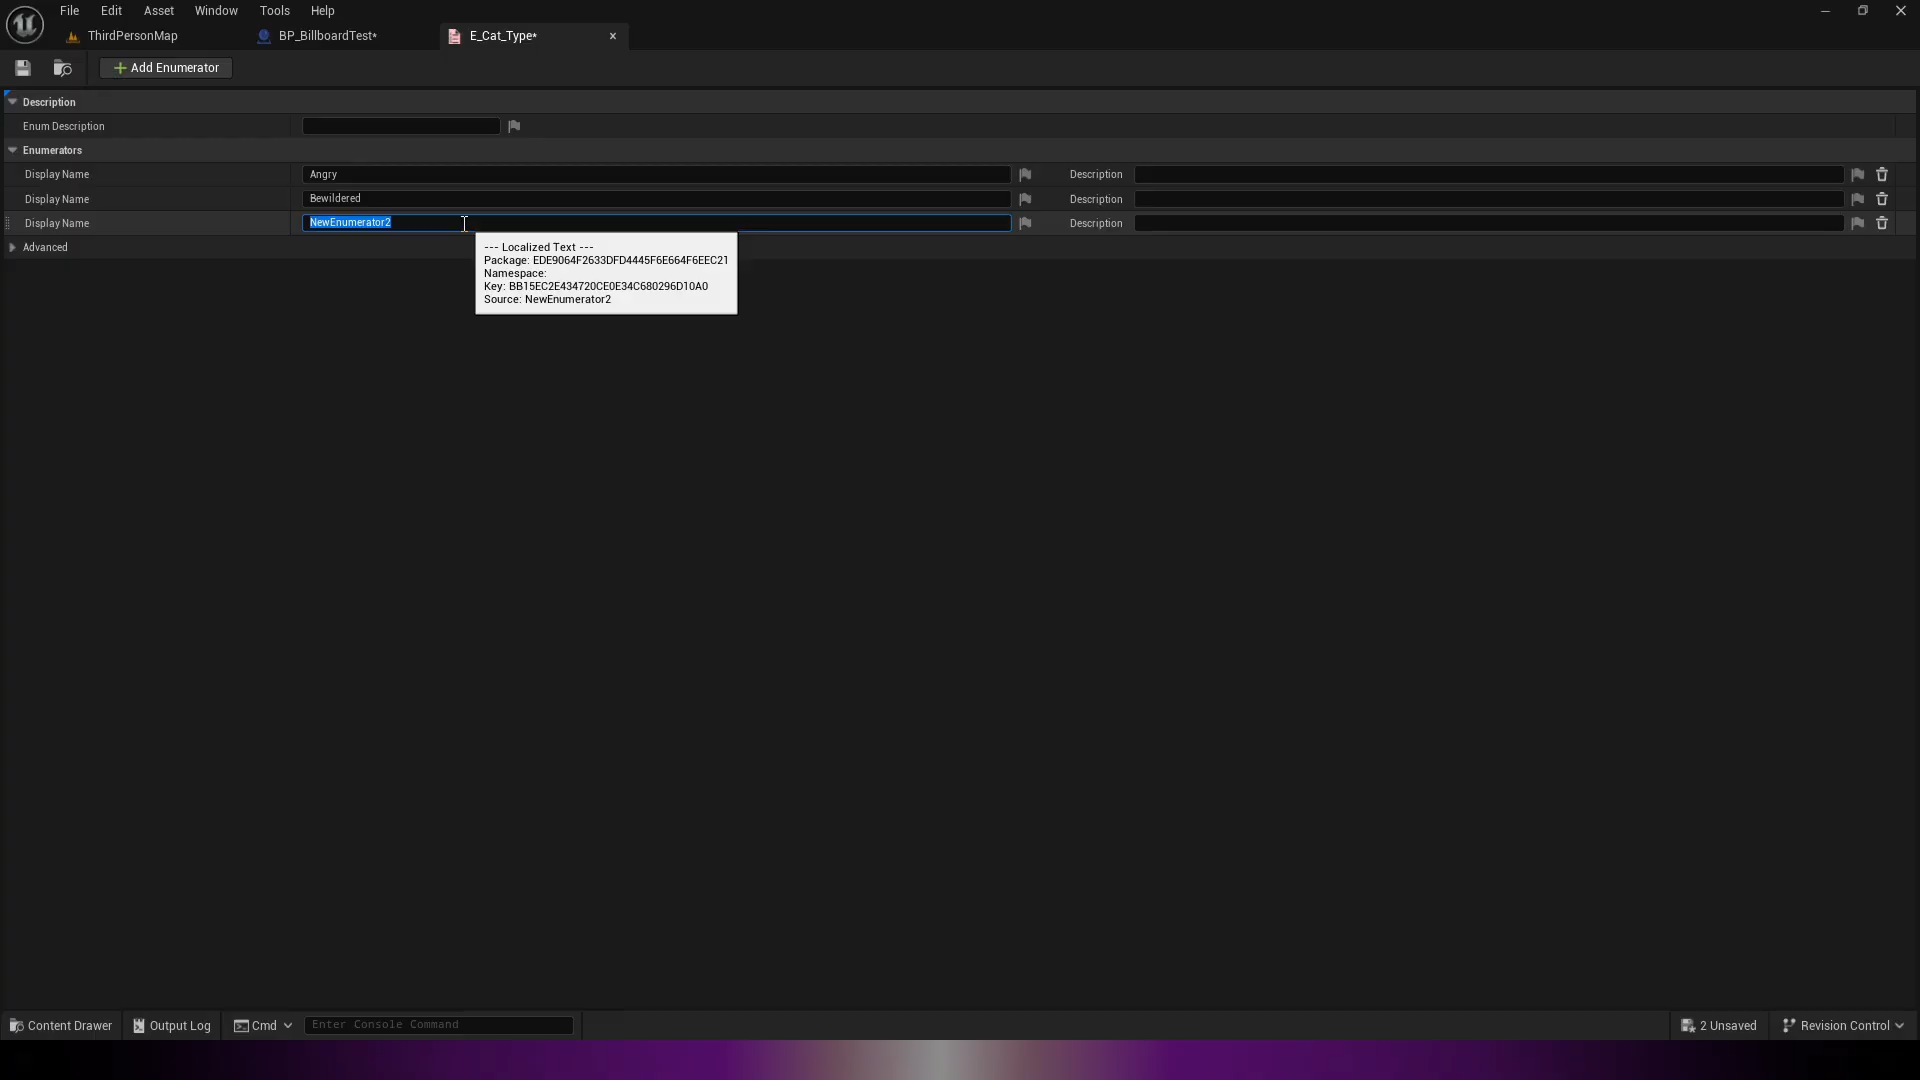 File Edit Asset Window Tools Help
ThirdPersonMap BP_BillboardTest* E_Cat_Type*
Add Enumerator
Description
Enum Description
Enumerators
Display Name Angry Description
Display Name Bewildered Description
Display Name NewEnumerator2 Description
Advanced
--- Localized Text ---
Package: EDE9064F2633DFD4445F6E664F6EEC21
Namespace:
Key: BB15EC2E434720CE0E34C680296D10A0
Source: NewEnumerator2
Content Drawer Output Log Cmd Enter Console Command 2 Unsaved Revision Control